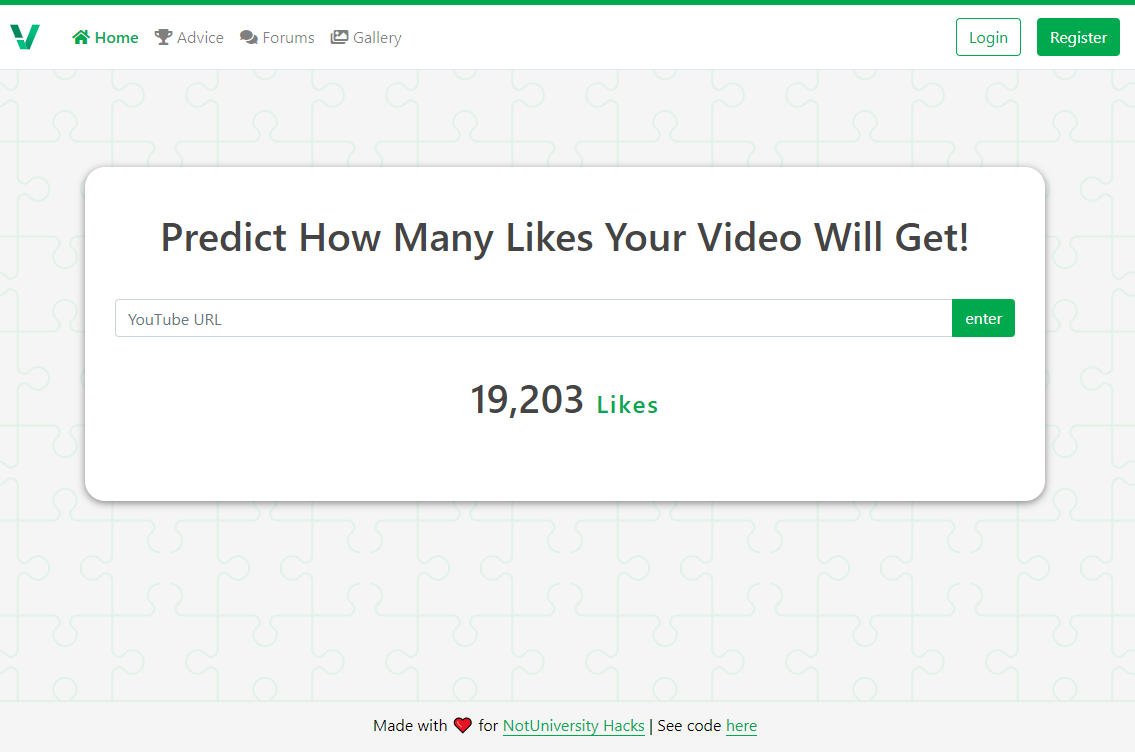 Home Advice Forums Gallery Login Register
Predict How Many Likes Your Video Will Get!
YouTube URL enter
19,203 Likes
Made with ❤ for NotUniversity Hacks | See code here